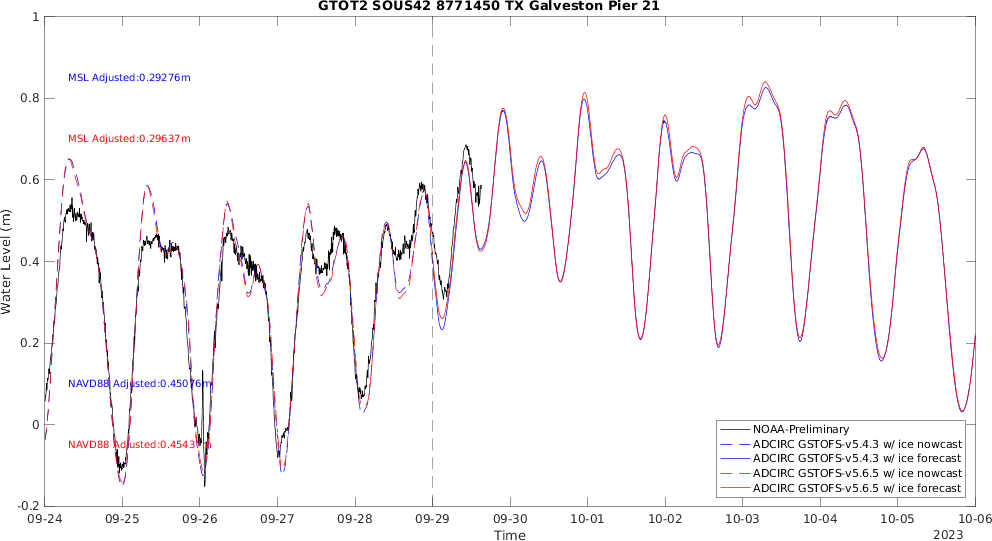 GTOT2 SOUS42 8771450 TX Galveston Pier 21
1
0.8
0.6
0.4
0.2
0
-0.2
Water Level (m)
MSL Adjusted:0.29276m
MSL Adjusted:0.29637m
NAVD88 Adjusted:0.45076m
NAVD88 Adjusted:0.45437m
NOAA-Preliminary
ADCIRC GSTOFS-v5.4.3 w/ ice nowcast
ADCIRC GSTOFS-v5.4.3 w/ ice forecast
ADCIRC GSTOFS-v5.6.5 w/ ice nowcast
ADCIRC GSTOFS-v5.6.5 w/ ice forecast
09-24 09-25 09-26 09-27 09-28 09-29 09-30 10-01 10-02 10-03 10-04 10-05 10-06
Time
2023